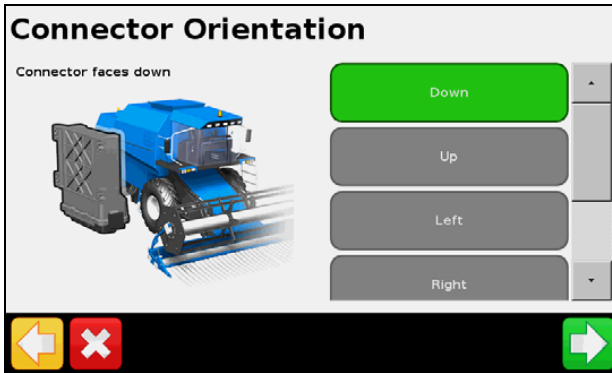 Connector Orientation
Connector faces down
Down
Up
Left
Right